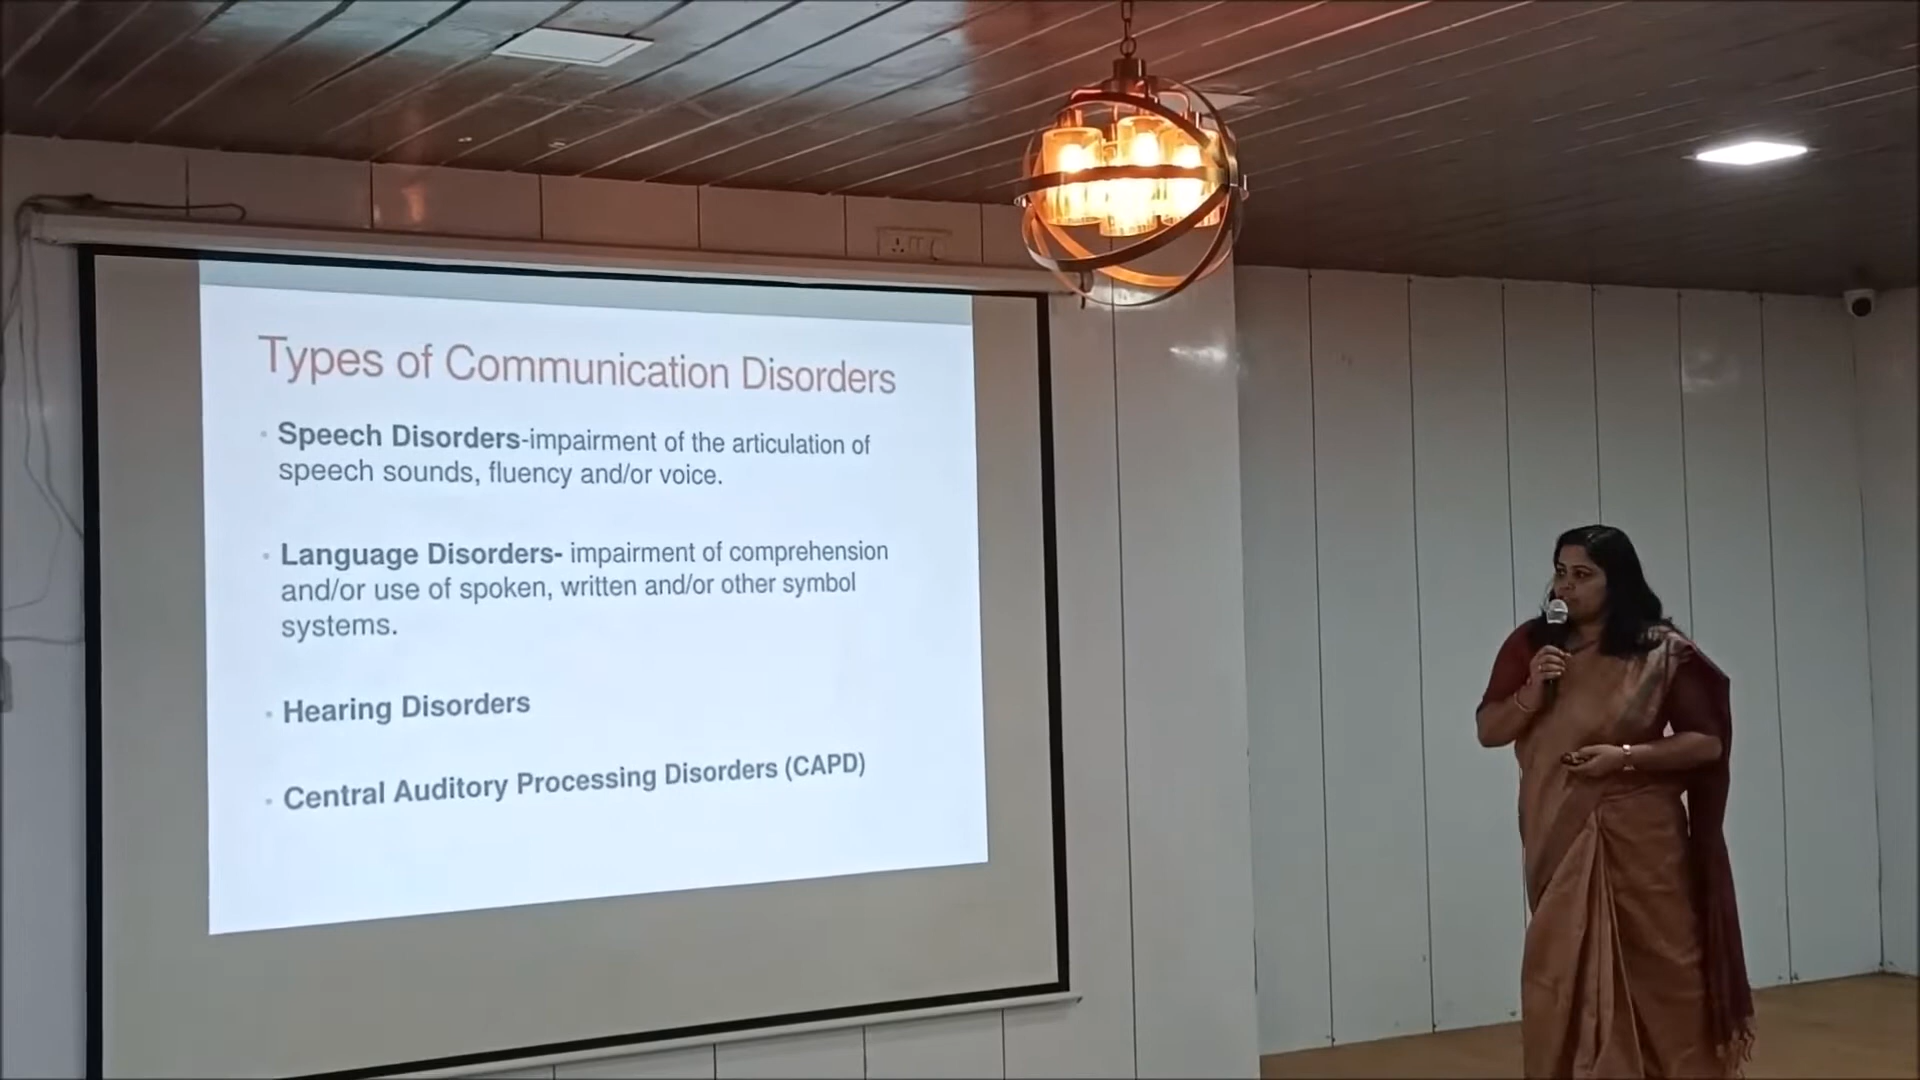 Types of Communication Disorders
• Speech Disorders-impairment of the articulation of
speech sounds, fluency and/or voice.
• Language Disorders- impairment of comprehension
and/or use of spoken, written and/or other symbol
systems.
• Hearing Disorders
• Central Auditory Processing Disorders (CAPD)